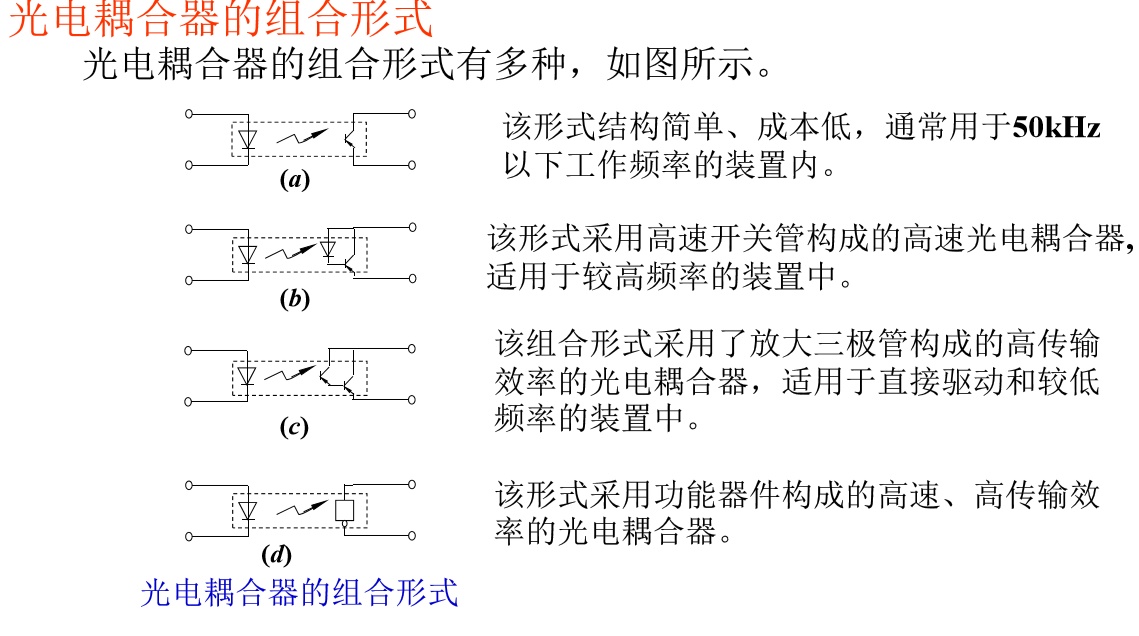 光电耦合器的组合形式
光电耦合器的组合形式有多种，如图所示。
该形式结构简单、成本低，通常用于50kHz
以下工作频率的装置内。
(a)
该形式采用高速开关管构成的高速光电耦合器,
适用于较高频率的装置中。
(b)
该组合形式采用了放大三极管构成的高传输
效率的光电耦合器，适用于直接驱动和较低
频率的装置中。
(c)
该形式采用功能器件构成的高速、高传输效
率的光电耦合器。
(d)
光电耦合器的组合形式